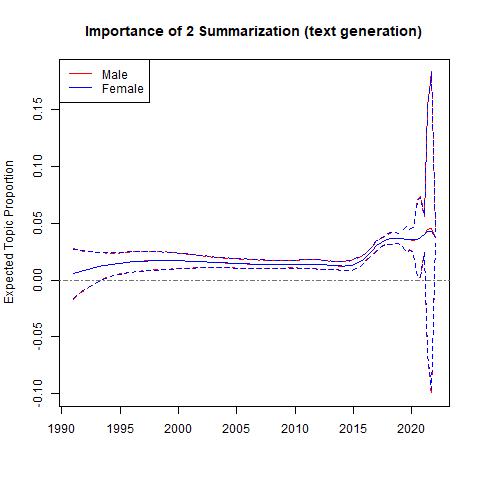 Importance of 2 Summarization (text generation)
Male
Female
Expected Topic Proportion
0.15
0.10
0.05
0.00
-0.05
-0.10
1990 1995 2000 2005 2010 2015 2020